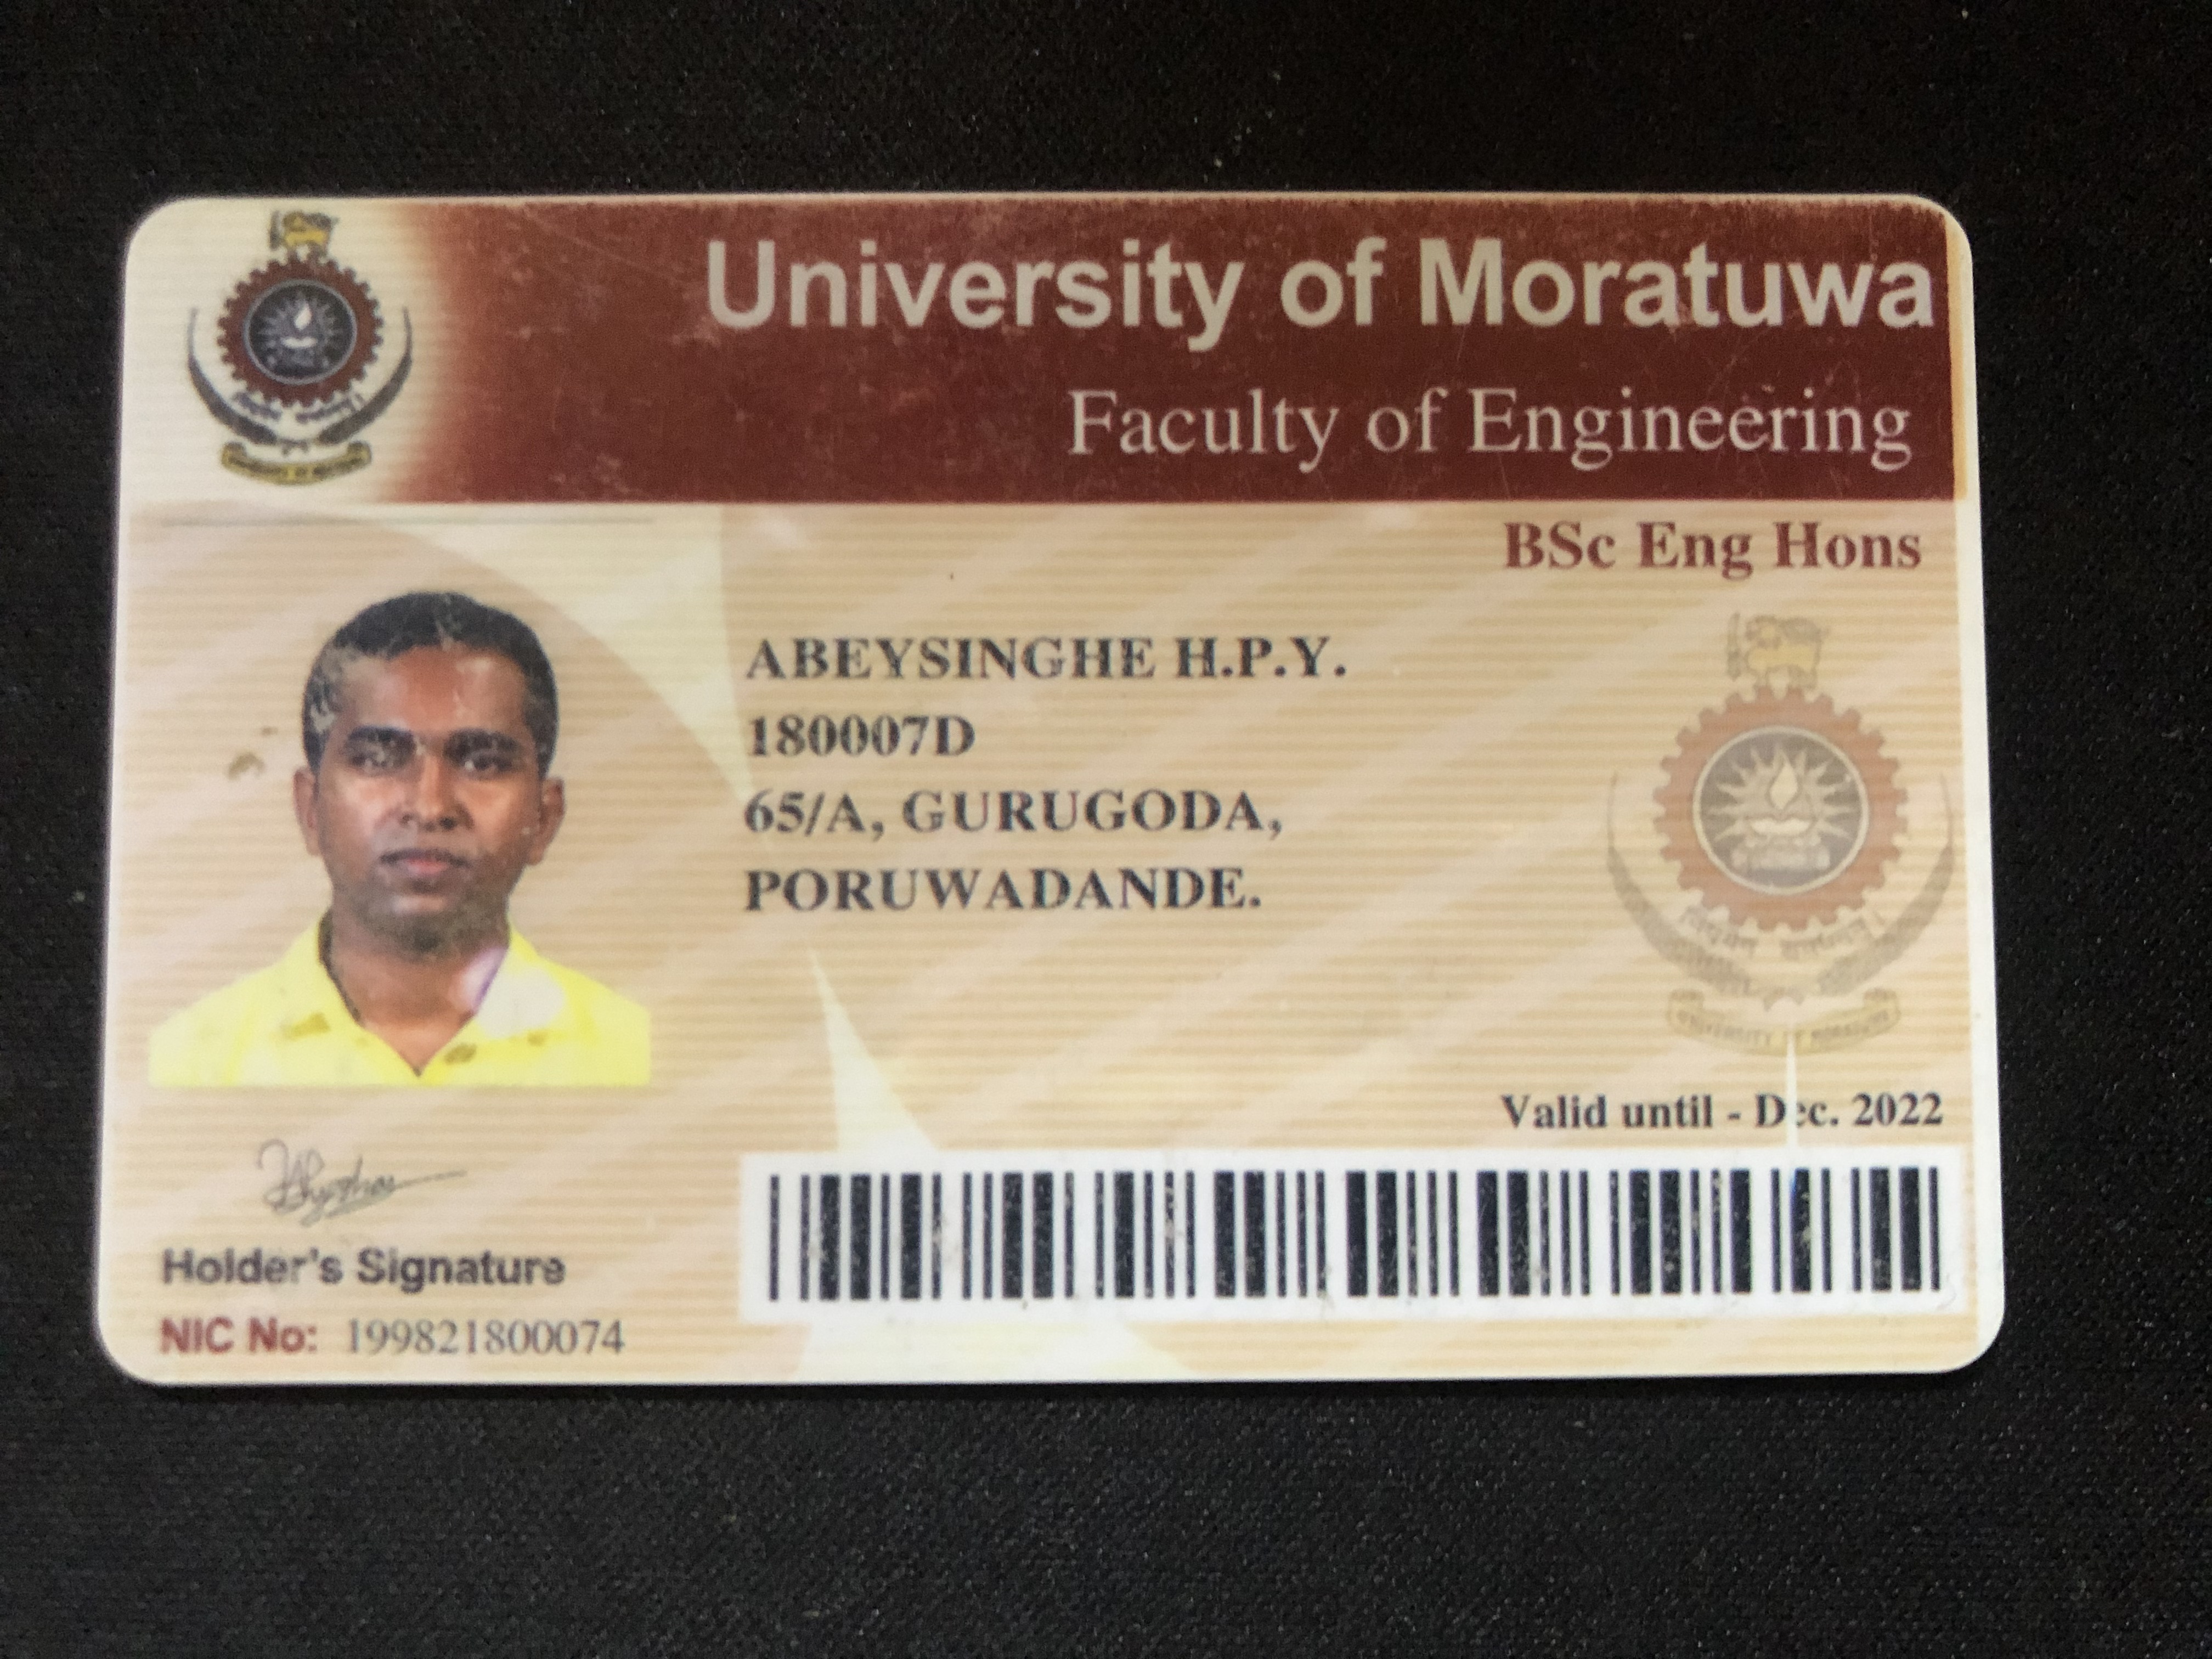 University of Moratuwa
Faculty of Engineering
BSc Eng Hons
ABEYSINGHE H.P.Y.
180007D
65/A, GURUGODA,
PORUWADANDE.
Valid until - Dec. 2022
Holder's Signature
NIC No: 199821800074